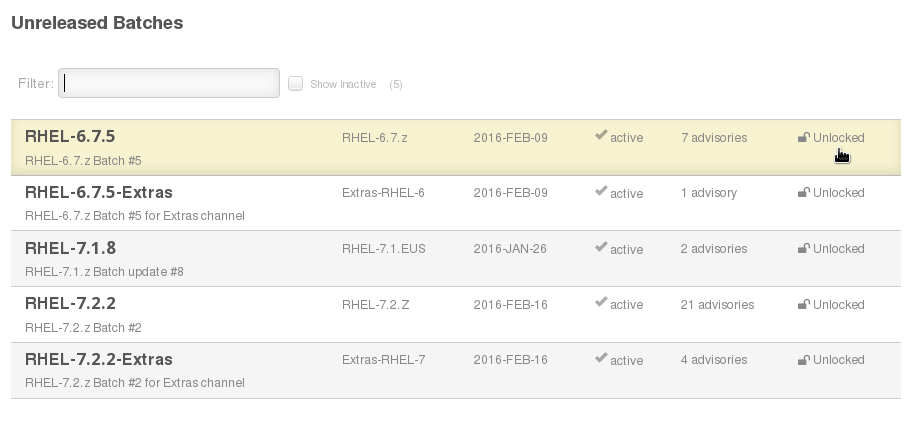 Unreleased Batches
Filter: Show inactive (5)
RHEL-6.7.5 RHEL-6.7.z 2016-FEB-09 active 7 advisories Unlocked
RHEL-6.7.z Batch #5
RHEL-6.7.5-Extras Extras-RHEL-6 2016-FEB-09 active 1 advisory Unlocked
RHEL-6.7.z Batch #5 for Extras channel
RHEL-7.1.8 RHEL-7.1.EUS 2016-JAN-26 active 2 advisories Unlocked
RHEL-7.1.z Batch update #8
RHEL-7.2.2 RHEL-7.2.Z 2016-FEB-16 active 21 advisories Unlocked
RHEL-7.2.z Batch #2
RHEL-7.2.2-Extras Extras-RHEL-7 2016-FEB-16 active 4 advisories Unlocked
RHEL-7.2.z Batch #2 for Extras channel